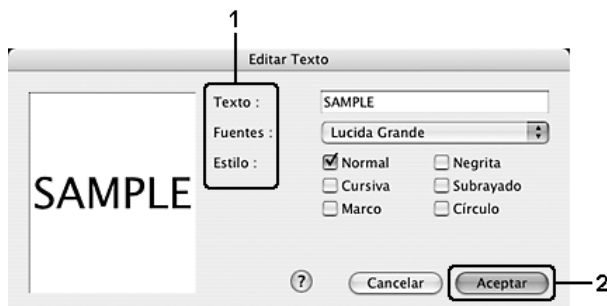 1
Editar Texto
Texto : SAMPLE
Fuentes : Lucida Grande
Estilo : Normal Negrita
Cursiva Subrayado
Marco Círculo
SAMPLE
? Cancelar Aceptar 2